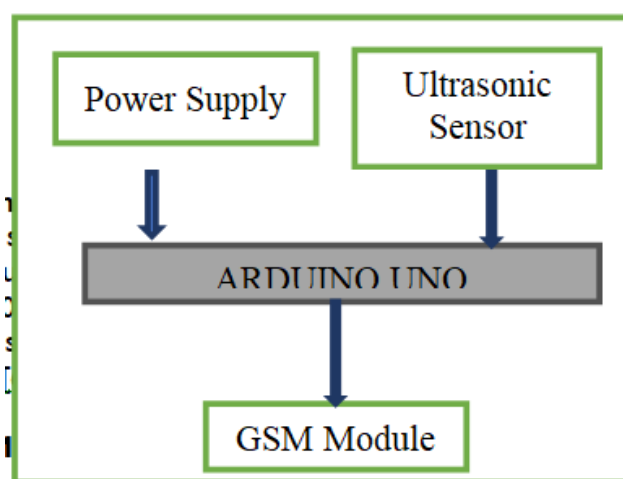 Power Supply
Ultrasonic
Sensor
ARDUINO UNO
GSM Module